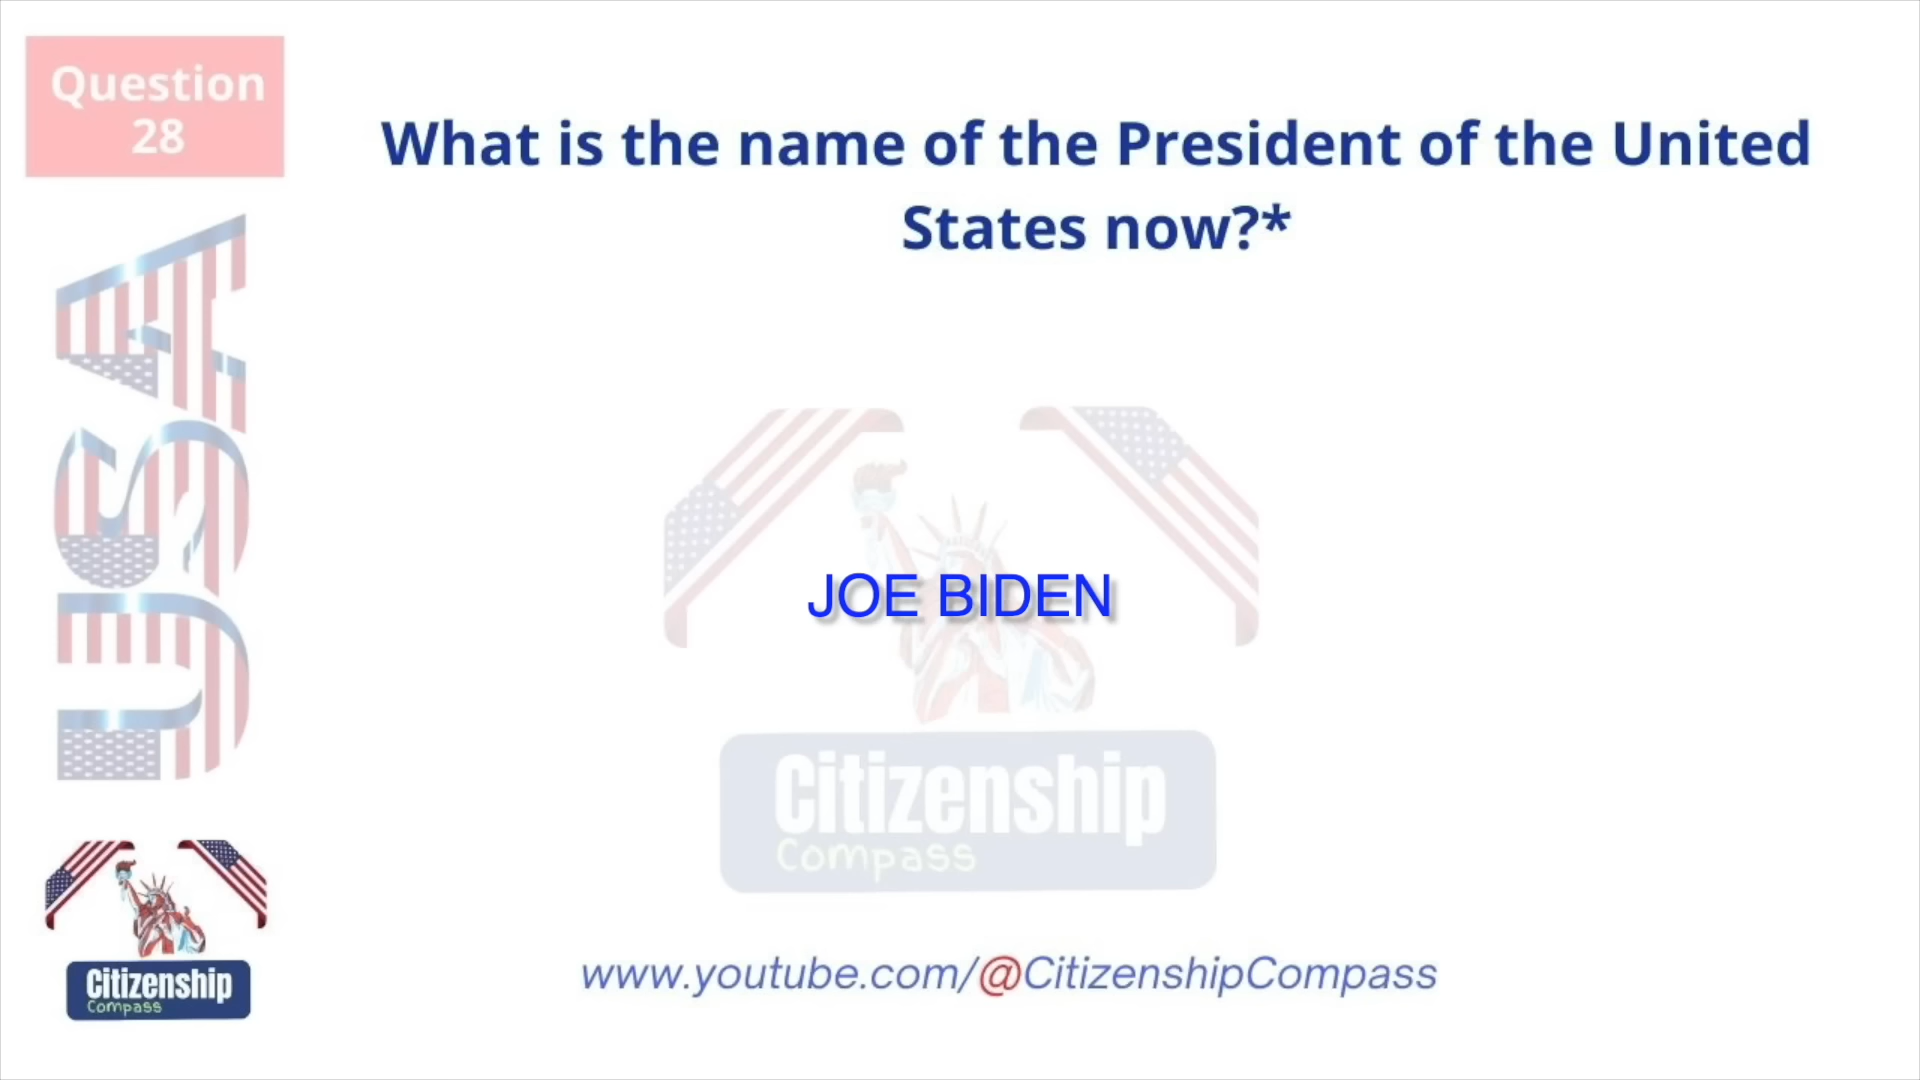 Question
28
What is the name of the President of the United
States now?*
USA
JOE BIDEN
Citizenship
Compass
Citizenship
Compass
www.youtube.com/@CitizenshipCompass